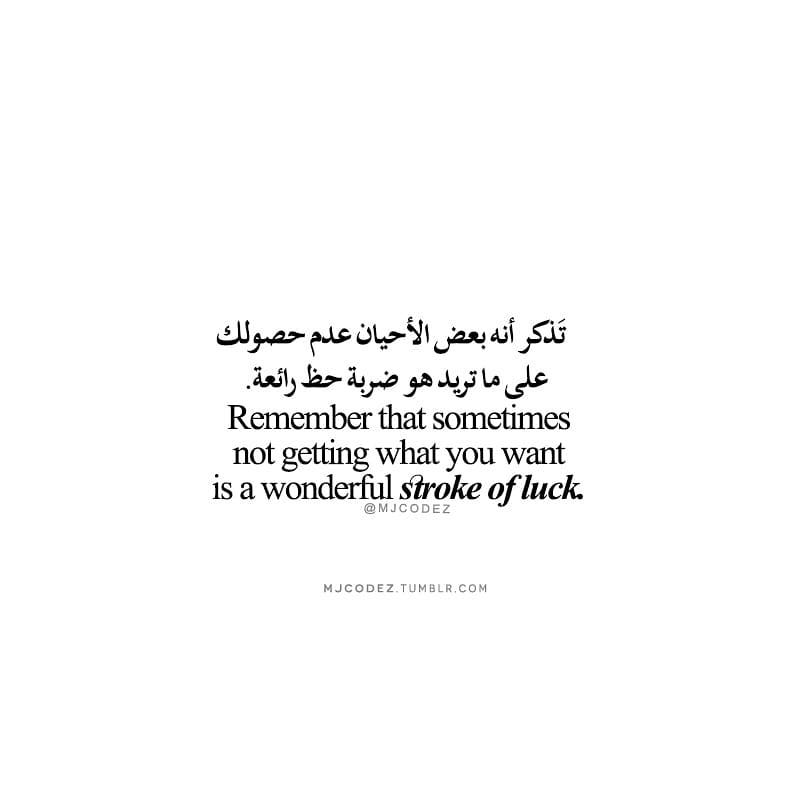 تَذكر أنه بعض الأحيان عدم حصولك
على ما تريد هو ضربة حظ رائعة.
Remember that sometimes
not getting what you want
is a wonderful stroke of luck.
@MJCODEZ
MJCODEZ.TUMBLR.COM